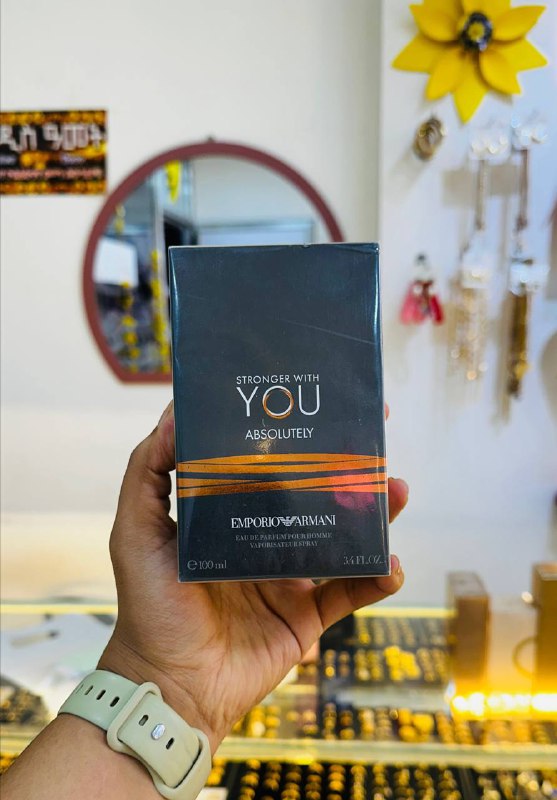 ዓመት
STRONGER WITH
YOU
ABSOLUTELY
EMPORIO ARMANI
EAU DE PARFUM POUR HOMME
VAPORISATEUR SPRAY
e 100 ml 3.4 FL.OZ.